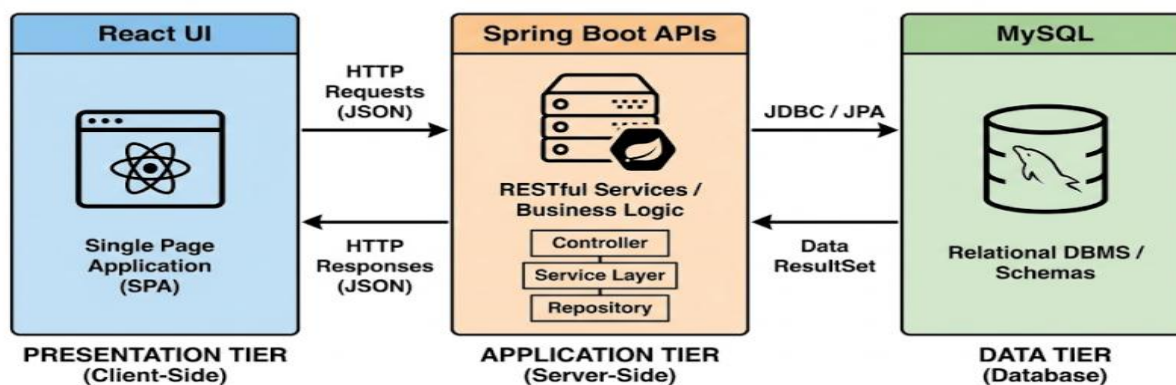 React UI
Spring Boot APIs
MySQL
HTTP
Requests
(JSON)
JDBC / JPA
RESTful Services /
Business Logic
Single Page
Application
(SPA)
HTTP
Responses
(JSON)
Controller
Service Layer
Repository
Data
ResultSet
Relational DBMS /
Schemas
PRESENTATION TIER
(Client-Side)
APPLICATION TIER
(Server-Side)
DATA TIER
(Database)